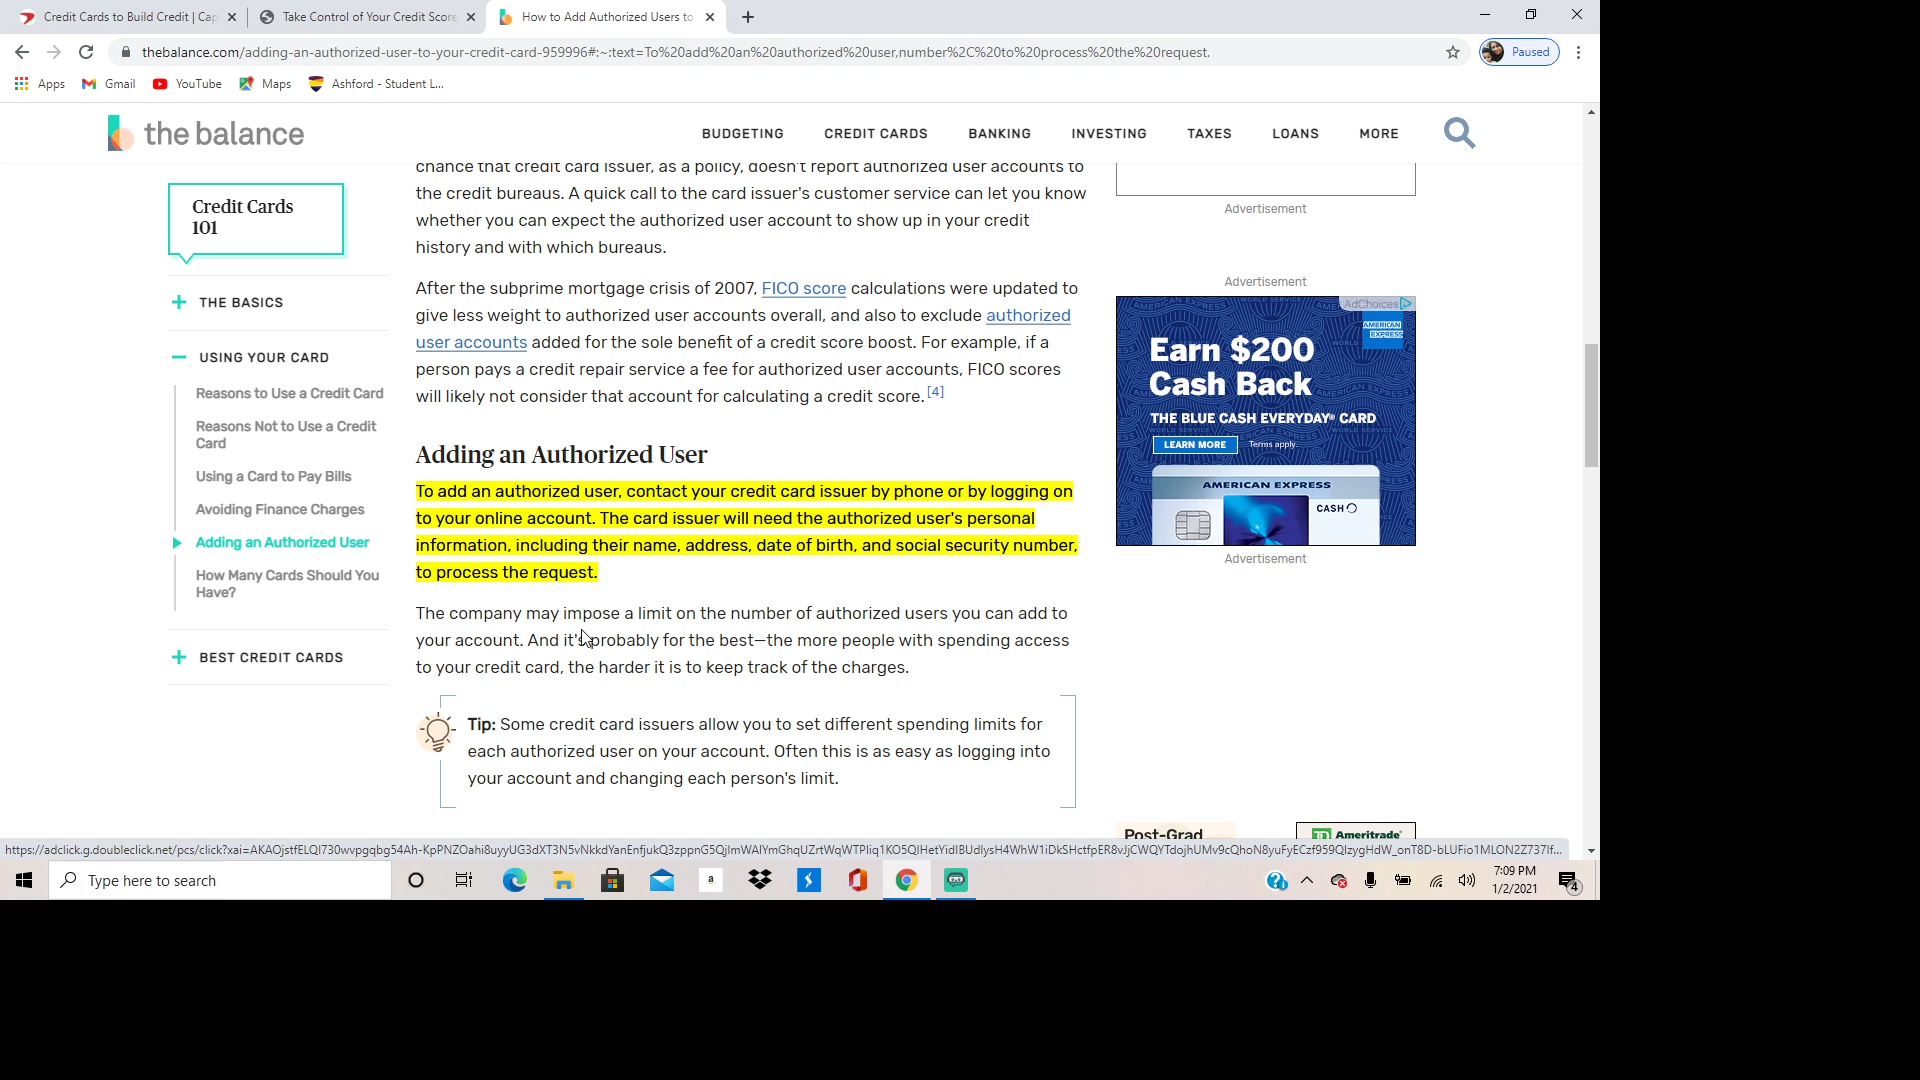 Credit Cards to Build Credit | Cap
Take Control of Your Credit Score
How to Add Authorized Users to
thebalance.com/adding-an-authorized-user-to-your-credit-card-959996#:~:text=To%20add%20an%20authorized%20user,number%2C%20to%20process%20the%20request.
Paused
Apps
Gmail
YouTube
Maps
Ashford - Student L...
the balance
BUDGETING
CREDIT CARDS
BANKING
INVESTING
TAXES
LOANS
MORE
Credit Cards
101
THE BASICS
USING YOUR CARD
Reasons to Use a Credit Card
Reasons Not to Use a Credit
Card
Using a Card to Pay Bills
Avoiding Finance Charges
Adding an Authorized User
How Many Cards Should You
Have?
BEST CREDIT CARDS
chance that credit card issuer, as a policy, doesn't report authorized user accounts to
the credit bureaus. A quick call to the card issuer's customer service can let you know
whether you can expect the authorized user account to show up in your credit
history and with which bureaus.
After the subprime mortgage crisis of 2007, FICO score calculations were updated to
give less weight to authorized user accounts overall, and also to exclude authorized
user accounts added for the sole benefit of a credit score boost. For example, if a
person pays a credit repair service a fee for authorized user accounts, FICO scores
will likely not consider that account for calculating a credit score. [4]
Adding an Authorized User
To add an authorized user, contact your credit card issuer by phone or by logging on
to your online account. The card issuer will need the authorized user's personal
information, including their name, address, date of birth, and social security number,
to process the request.
The company may impose a limit on the number of authorized users you can add to
your account. And it's probably for the best—the more people with spending access
to your credit card, the harder it is to keep track of the charges.
Tip: Some credit card issuers allow you to set different spending limits for
each authorized user on your account. Often this is as easy as logging into
your account and changing each person's limit.
Advertisement
Advertisement
AdChoices
AMERICAN
EXPRESS
Earn $200
Cash Back
THE BLUE CASH EVERYDAY® CARD
LEARN MORE
Terms apply.
AMERICAN EXPRESS
CASH
Advertisement
Post-Grad
TD Ameritrade
Type here to search
a
7:09 PM
1/2/2021
4